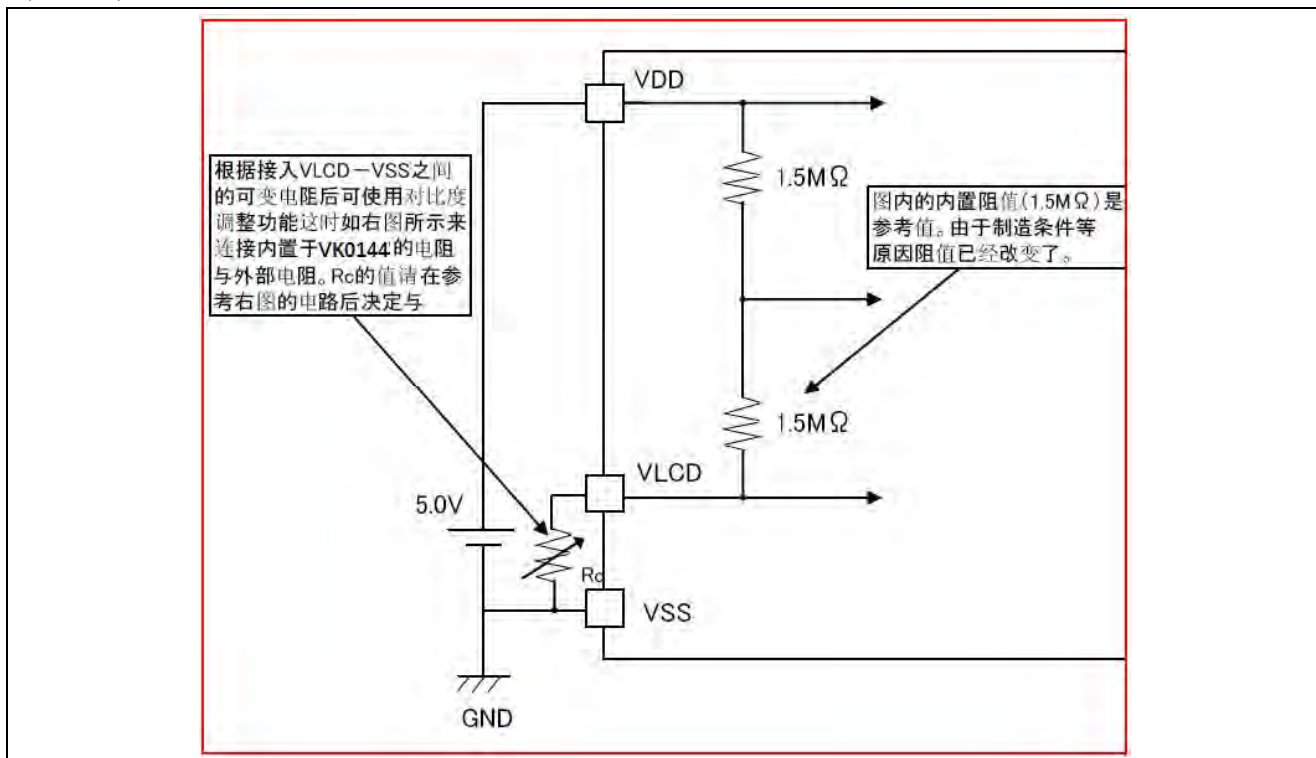 VDD
根据接入VLCD－VSS之间
的可变电阻后可使用对比度
调整功能这时如右图所示来
连接内置于VK0144的电阻
与外部电阻。Rc的值请在参
考右图的电路后决定与
1.5MΩ
图内的内置阻值(1.5MΩ)是
参考值。由于制造条件等
原因阻值已经改变了。
1.5MΩ
VLCD
5.0V
Rc
VSS
GND